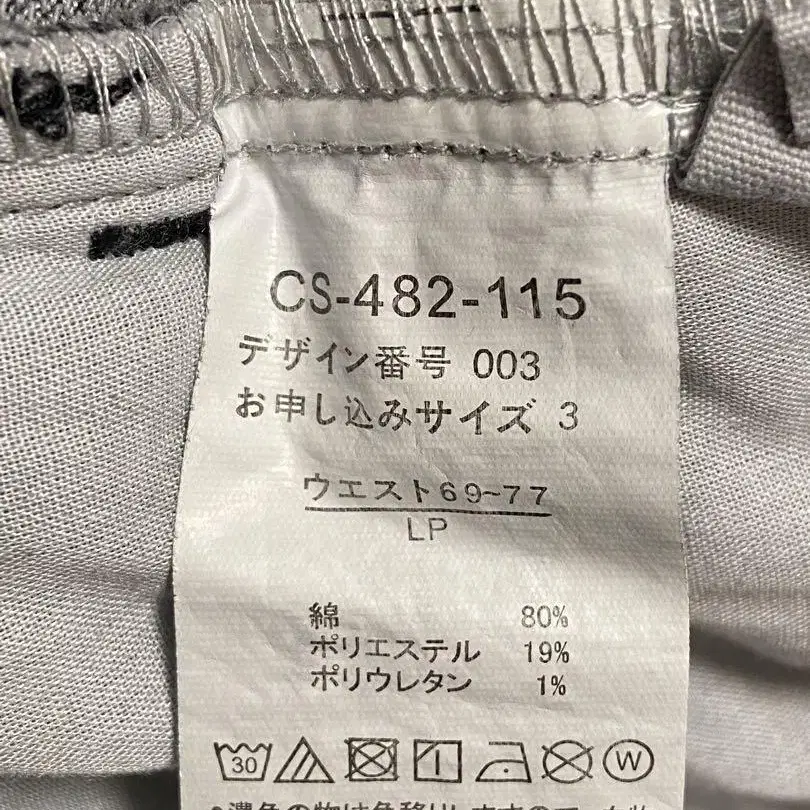 CS-482-115
デザイン番号 003
お申し込みサイズ 3
ウエスト69~77
LP
綿 80%
ポリエステル 19%
ポリウレタン 1%
30 W